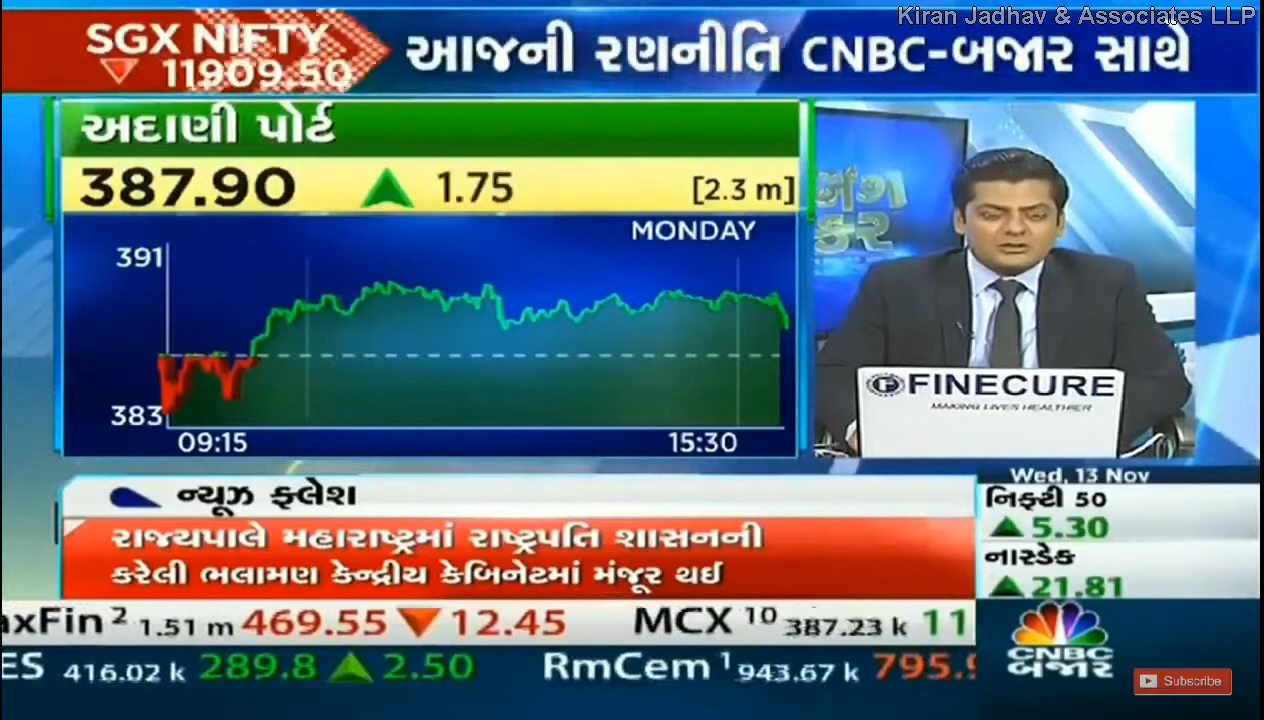 Kiran Jadhav & Associates LLP
SGX NIFTY
11909.50
આજની રણનીતિ CNBC-બજાર સાથે
અદાણી પોર્ટ
387.90 1.75 [2.3 m]
MONDAY
391
383
09:15 15:30
FINECURE
MAKING LIVES HEALTHIER
Wed, 13 Nov
નિફ્ટી 50
5.30
નાસ્ડેક
21.81
ન્યૂઝ ફ્લેશ
રાજ્યપાલે મહારાષ્ટ્રમાં રાષ્ટ્રપતિ શાસનની
કરેલી ભલામણ કેન્દ્રીય કેબિનેટમાં મંજૂર થઈ
axFin 2 1.51 m 469.55 12.45 MCX 10 387.23 k 11
ES 416.02 k 289.8 2.50 RmCem 1 943.67 k 795.9
CNBC
બજાર
Subscribe